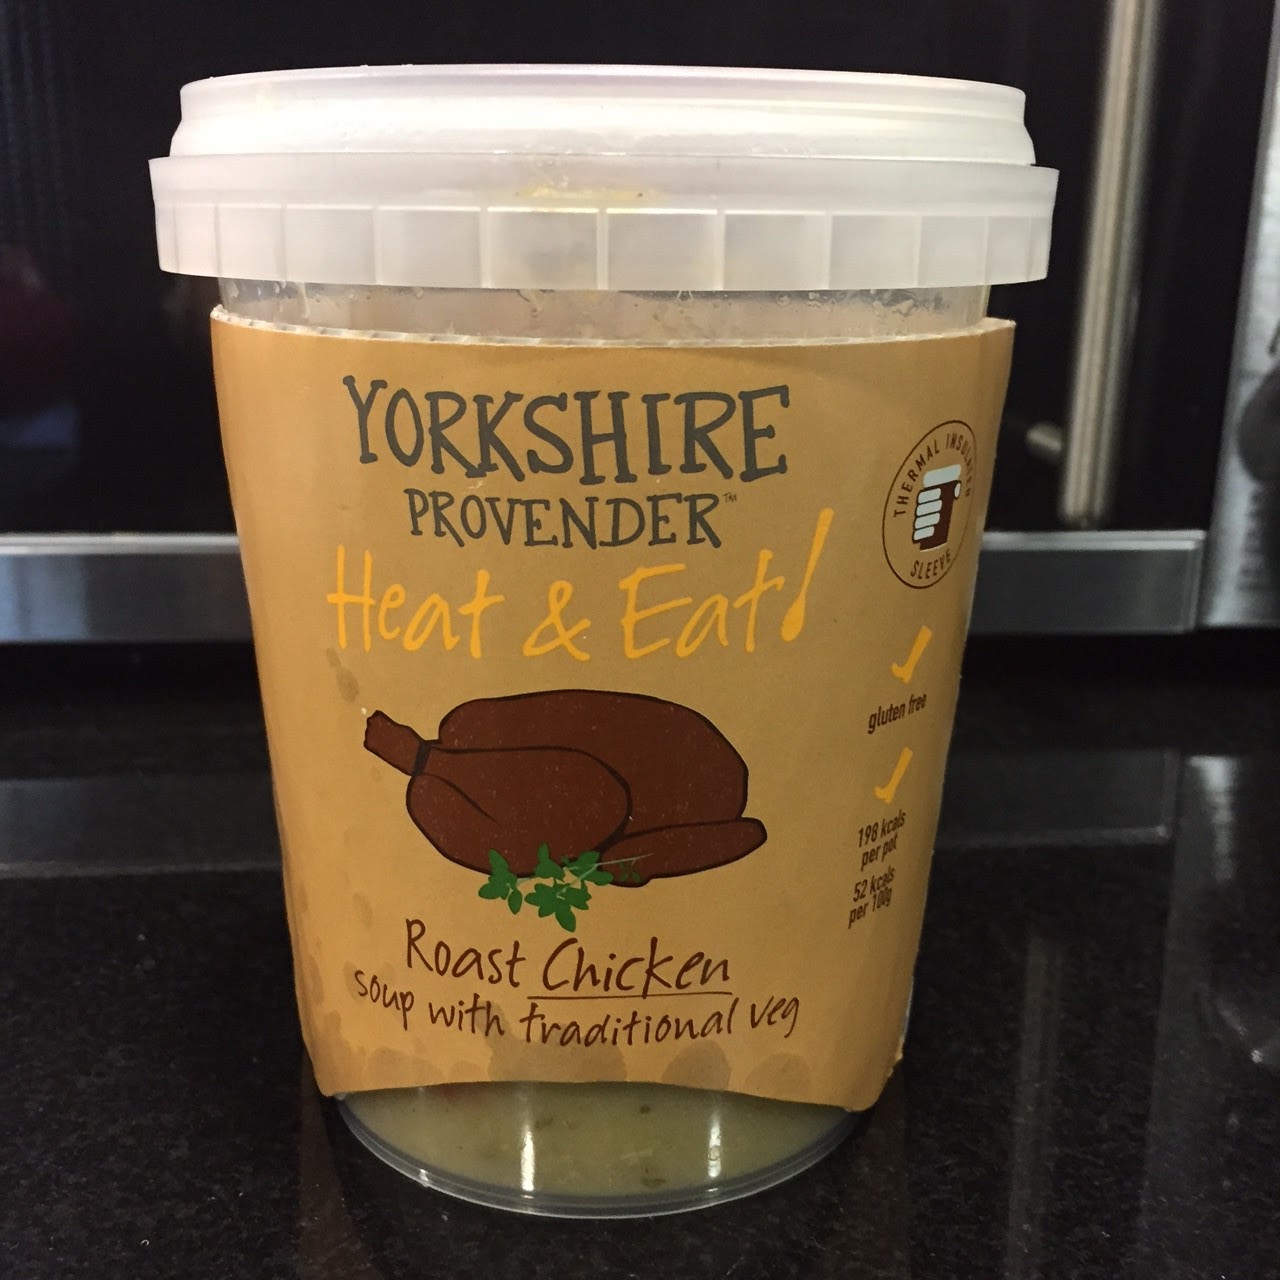 YORKSHIRE
PROVENDER™
Heat & Eat!
Roast Chicken
soup with traditional veg
THERMAL INSULATED
SLEEVE
gluten free
198 kcals
per pot
52 kcals
per 100g